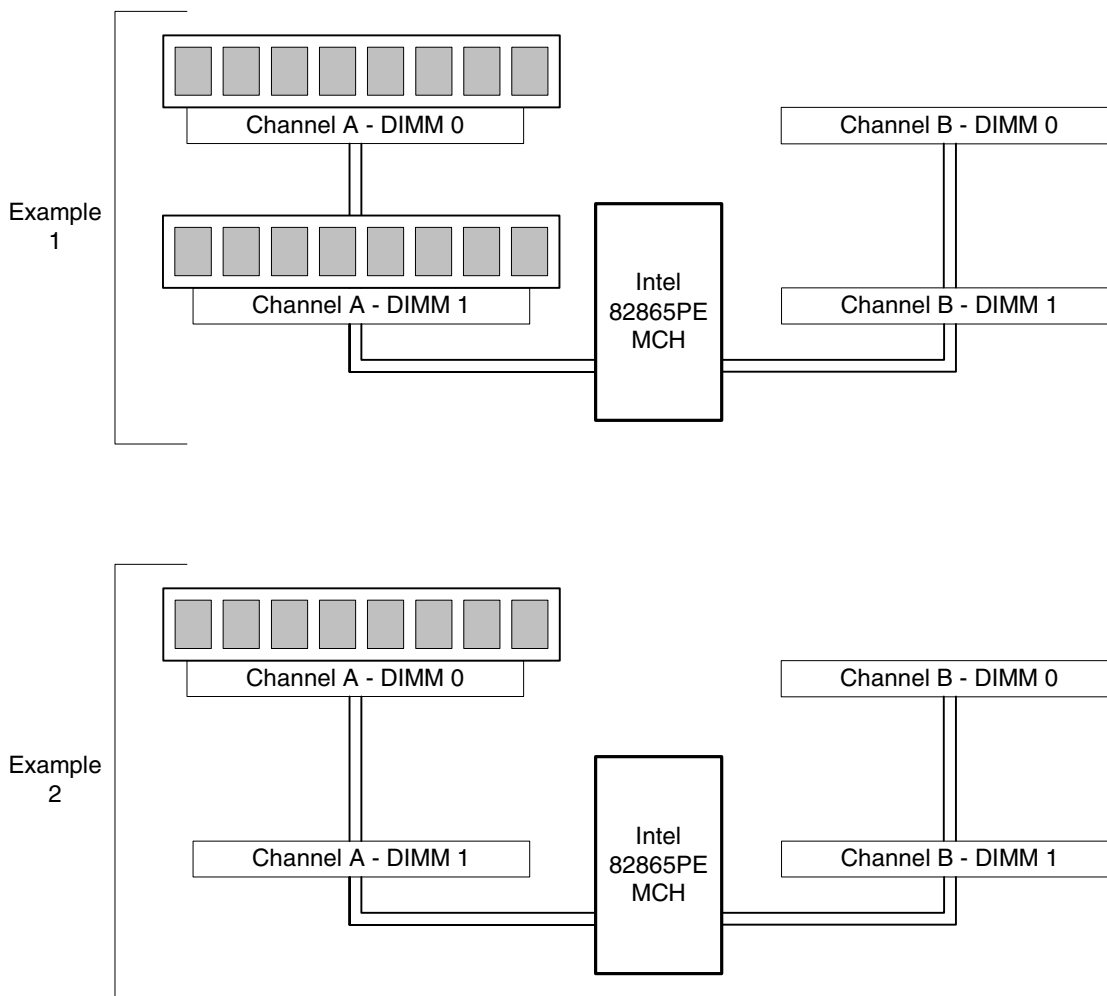 Channel A - DIMM 0
Channel B - DIMM 0
Example
1
Channel A - DIMM 1
Intel
82865PE
MCH
Channel B - DIMM 1
Channel A - DIMM 0
Channel B - DIMM 0
Example
2
Channel A - DIMM 1
Intel
82865PE
MCH
Channel B - DIMM 1